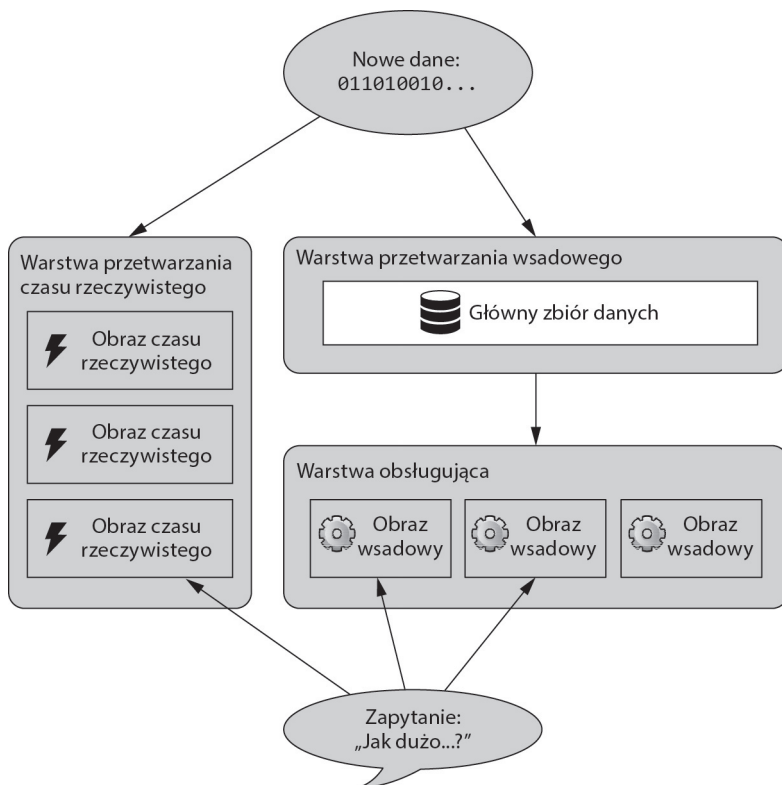 Nowe dane:
011010010...
Warstwa przetwarzania
czasu rzeczywistego
Obraz czasu
rzeczywistego
Obraz czasu
rzeczywistego
Obraz czasu
rzeczywistego
Warstwa przetwarzania wsadowego
Główny zbiór danych
Warstwa obsługująca
Obraz
wsadowy
Obraz
wsadowy
Obraz
wsadowy
Zapytanie:
„Jak dużo...?”